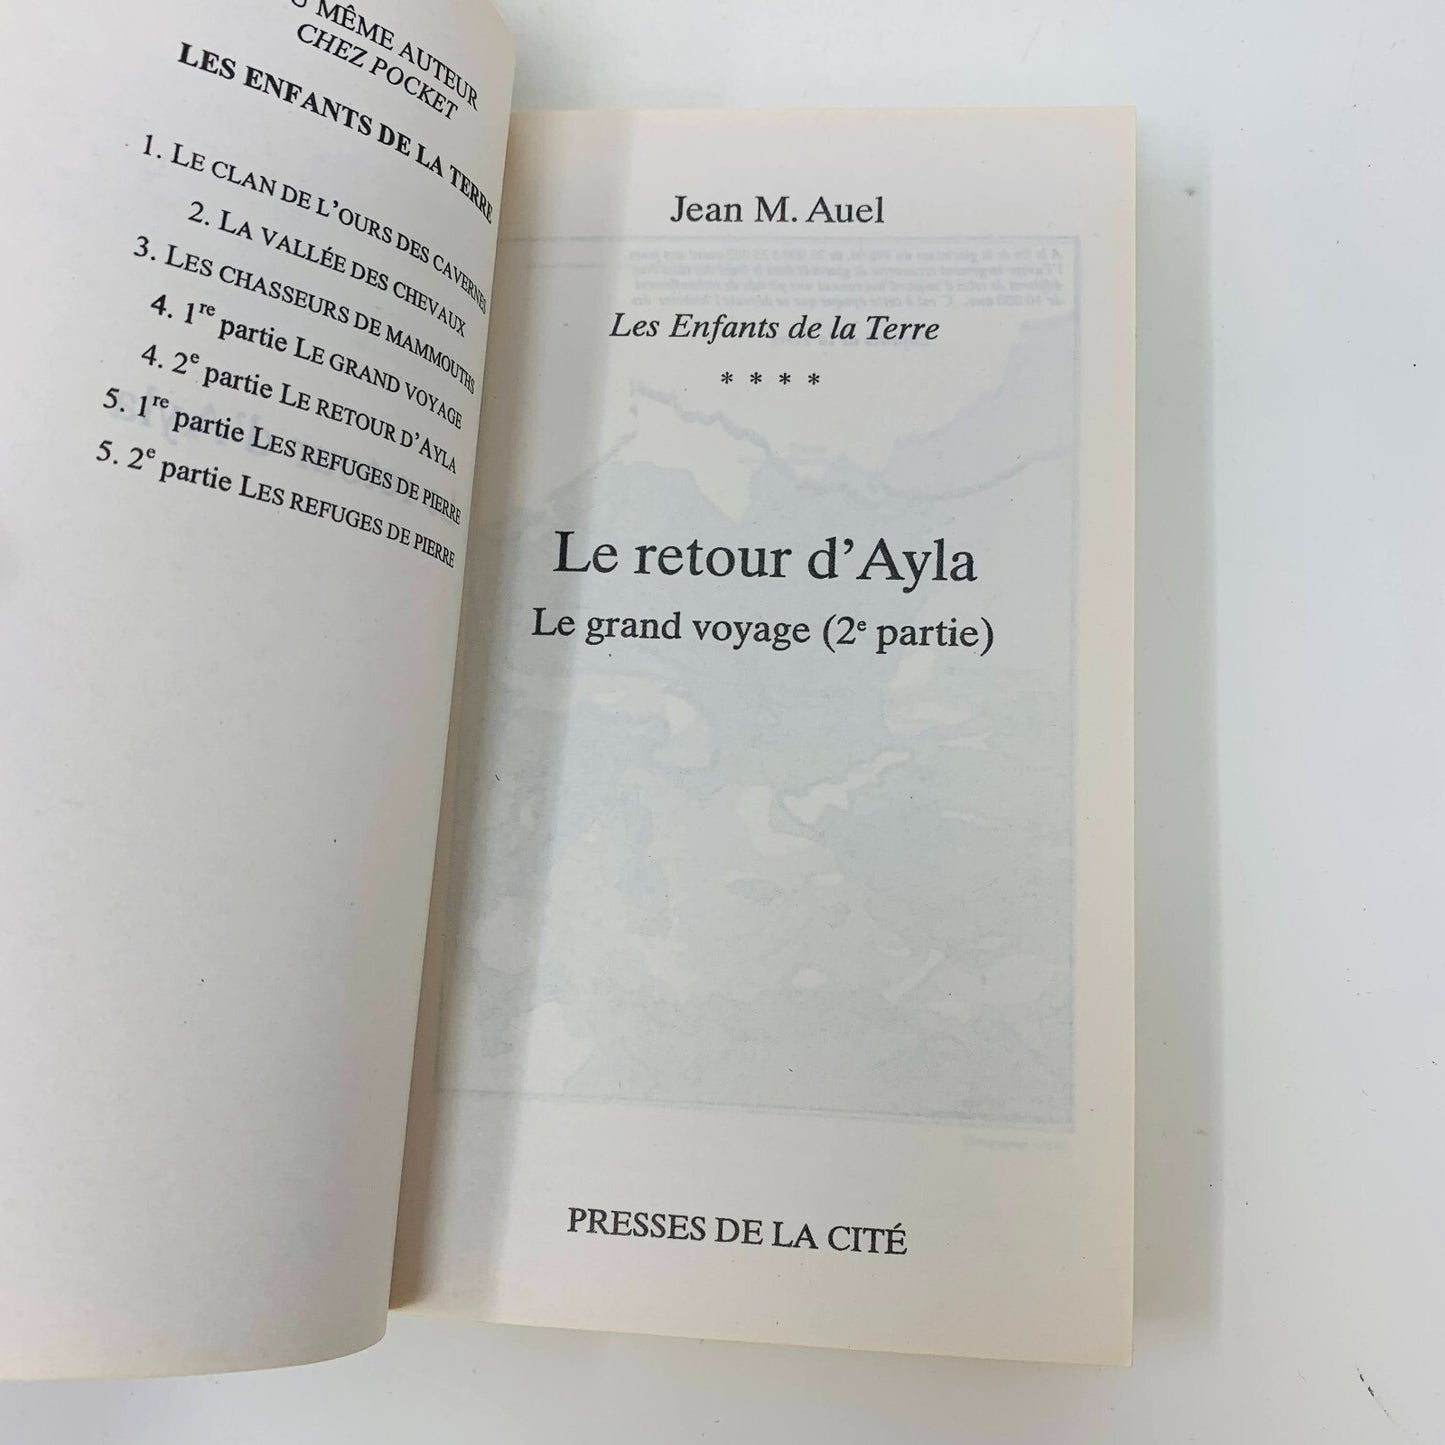 MÊME AUTEUR
CHEZ POCKET
LES ENFANTS DE LA TERRE
1. LE CLAN DE L'OURS DES CAVERNES
2. LA VALLÉE DES CHEVAUX
3. LES CHASSEURS DE MAMMOUTHS
4. 1re partie LE GRAND VOYAGE
4. 2e partie LE RETOUR D'AYLA
5. 1re partie LES REFUGES DE PIERRE
5. 2e partie LES REFUGES DE PIERRE
Jean M. Auel
Les Enfants de la Terre
* * * *
Le retour d'Ayla
Le grand voyage (2e partie)
PRESSES DE LA CITÉ